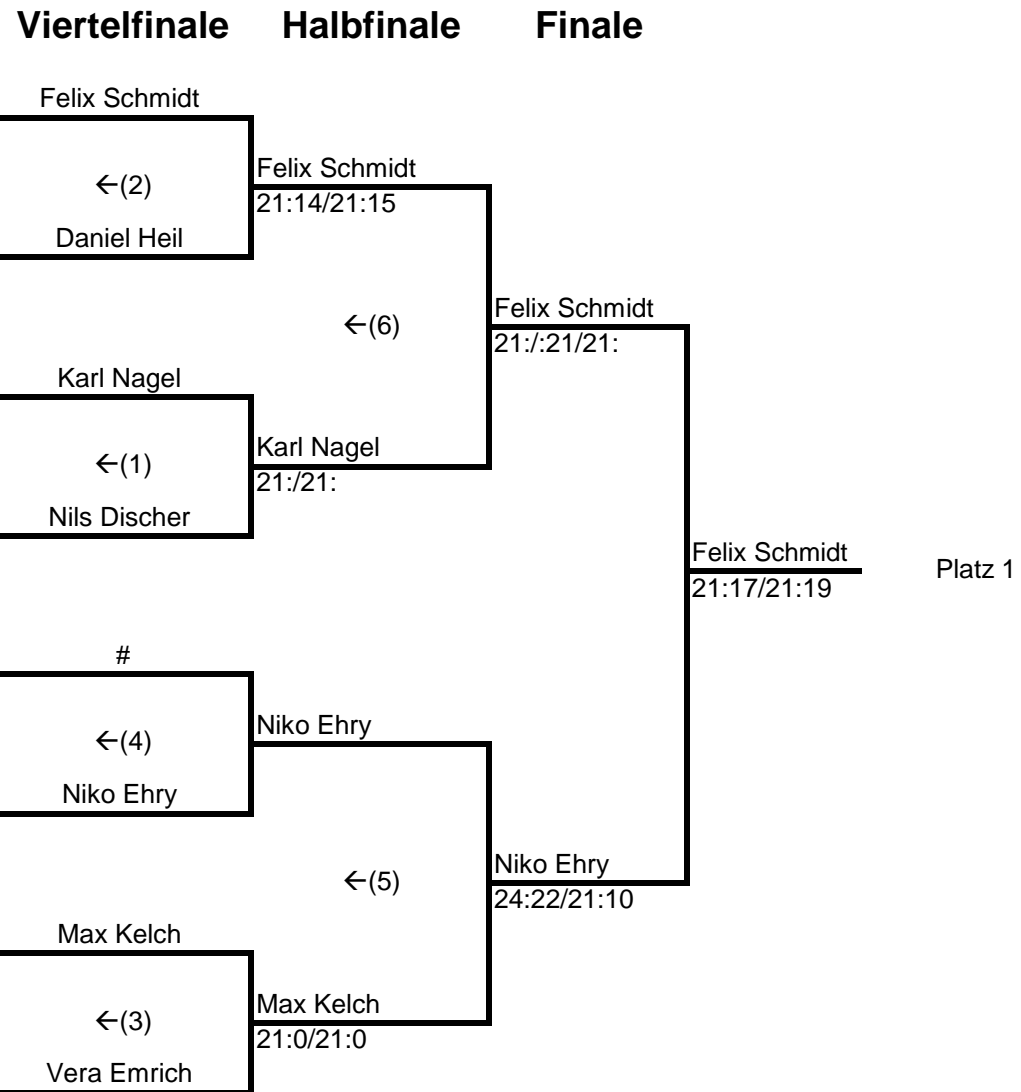 Viertelfinale Halbfinale Finale
Felix Schmidt
Felix Schmidt
←(2)
21:14/21:15
Daniel Heil
Felix Schmidt
←(6)
21:/:21/21:
Karl Nagel
Karl Nagel
←(1)
21:/21:
Nils Discher
Felix Schmidt
Platz 1
21:17/21:19
#
Niko Ehry
←(4)
Niko Ehry
Niko Ehry
←(5)
24:22/21:10
Max Kelch
Max Kelch
←(3)
21:0/21:0
Vera Emrich